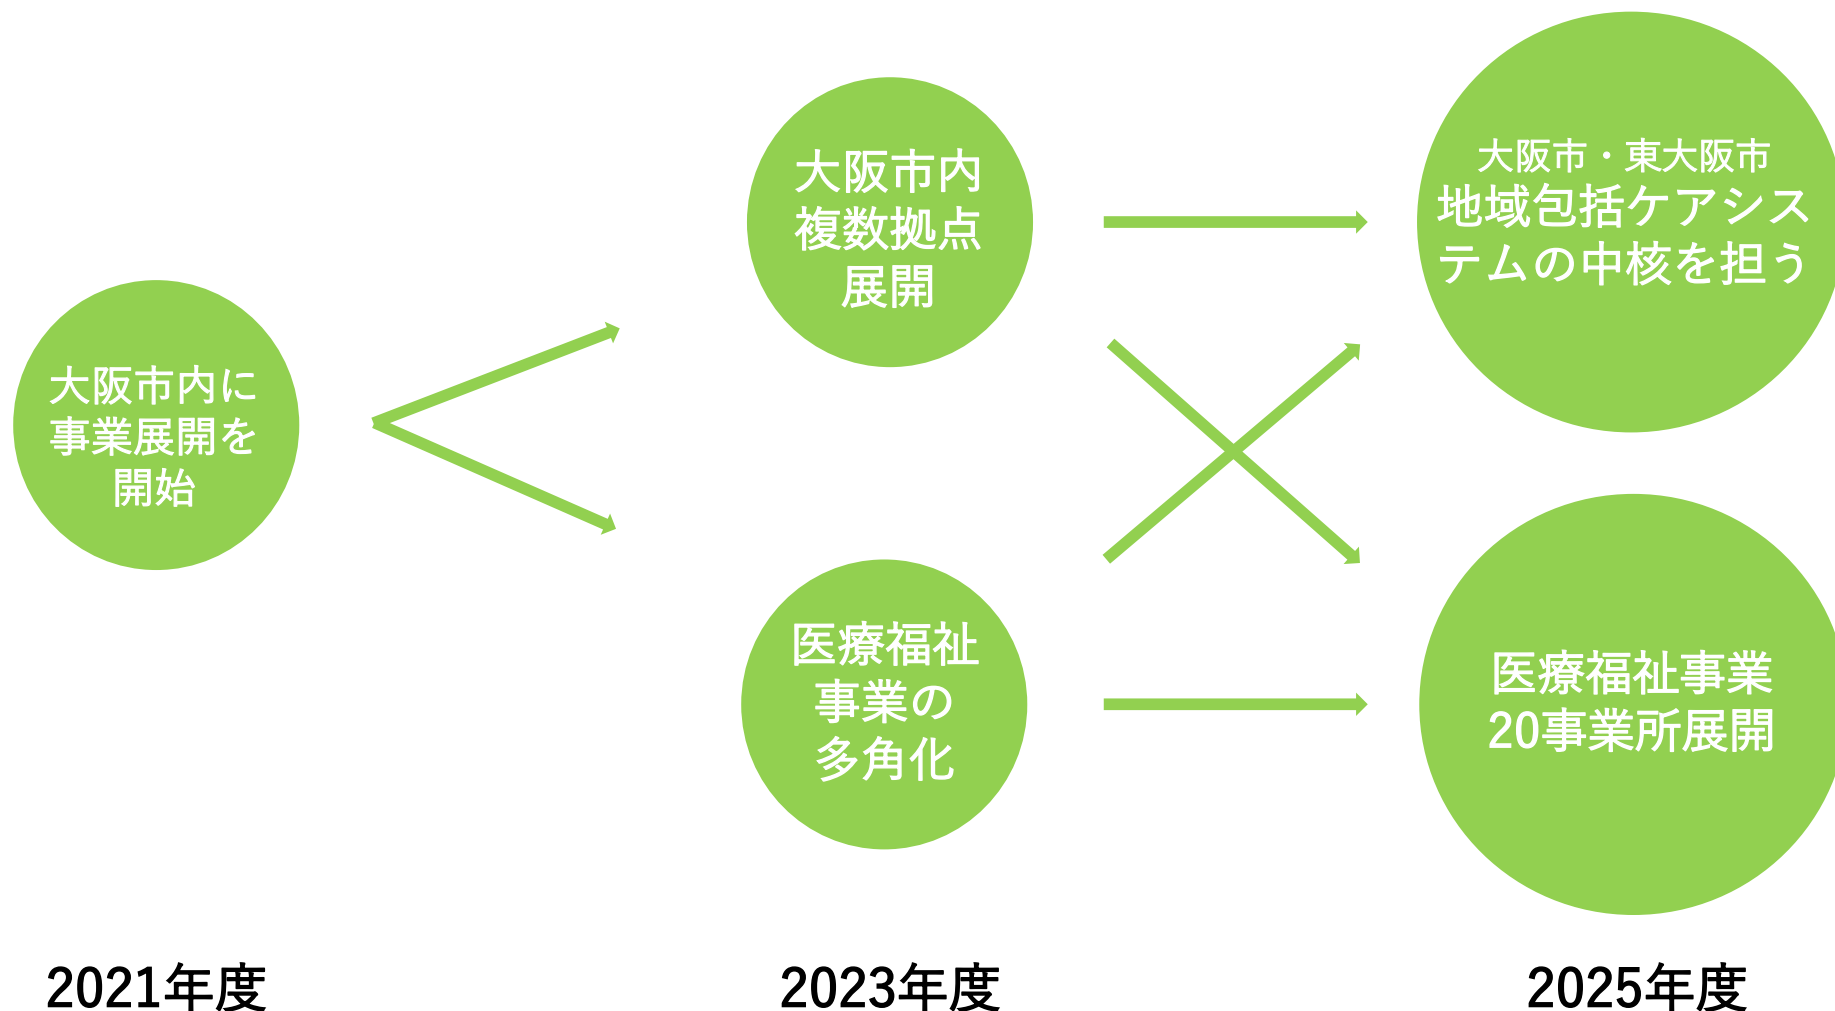 大阪市内に
事業展開を
開始
大阪市内
複数拠点
展開
医療福祉
事業の
多角化
大阪市・東大阪市
地域包括ケアシス
テムの中核を担う
医療福祉事業
20事業所展開
2021年度
2023年度
2025年度